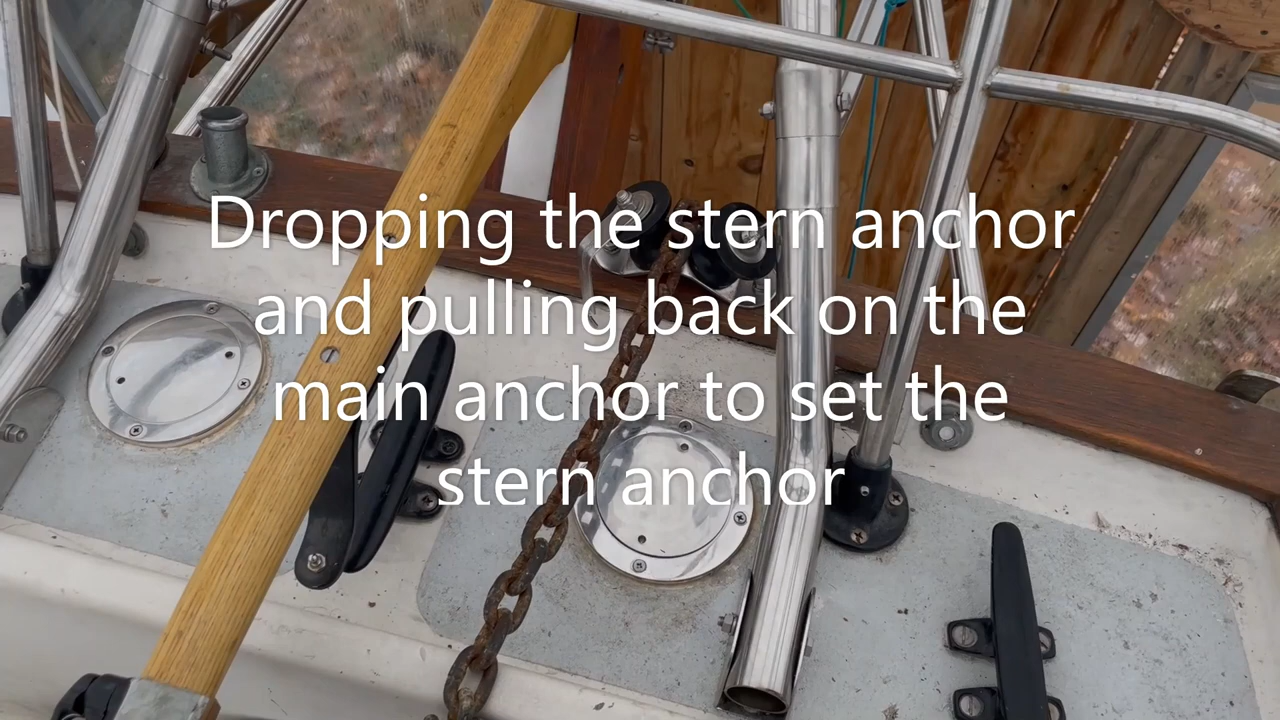 Dropping the stern anchor
and pulling back on the
main anchor to set the
stern anchor